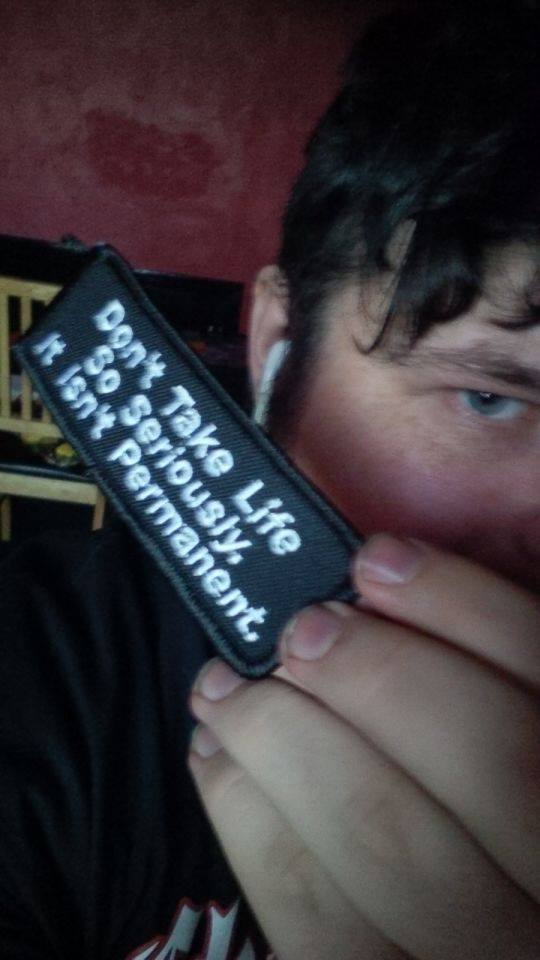 Don't Take Life
So Seriously,
It Isn't Permanent,